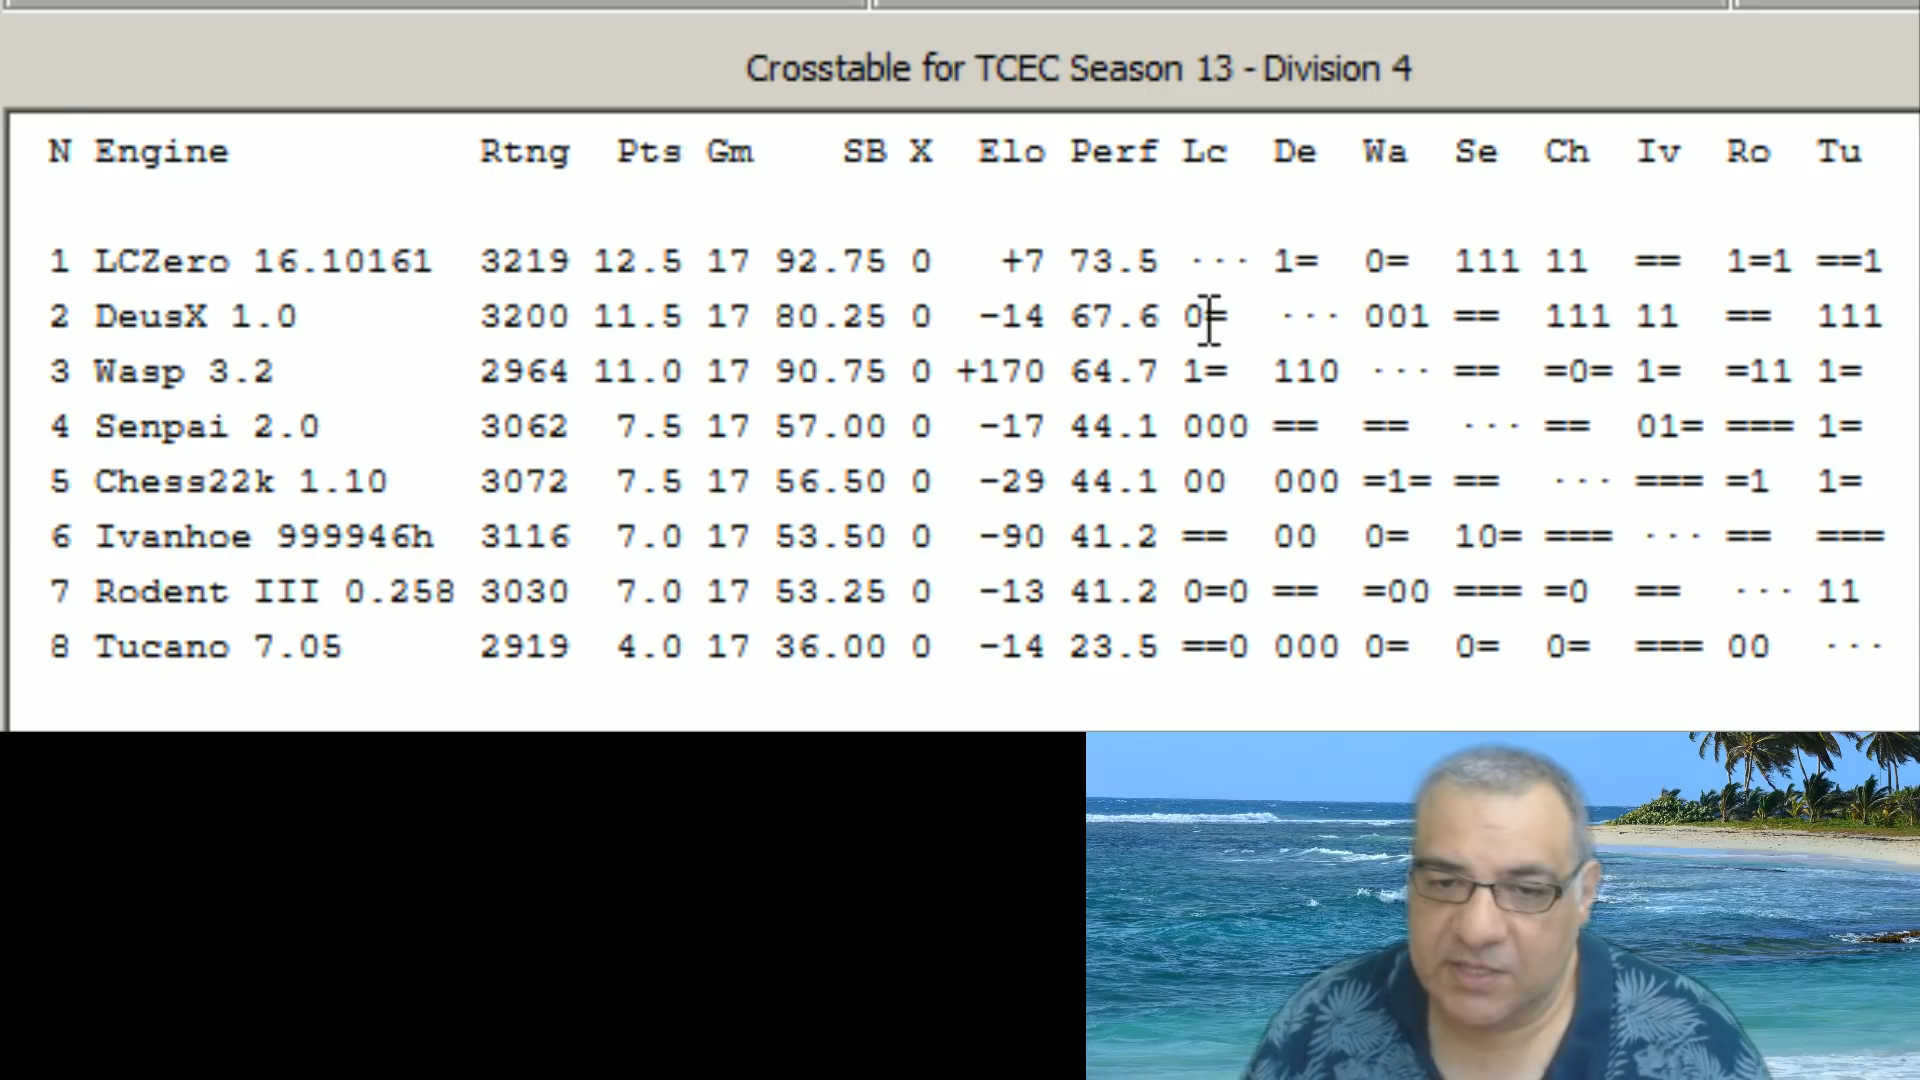 Crosstable for TCEC Season 13 - Division 4
N Engine Rtng Pts Gm SB X Elo Perf Lc De Wa Se Ch Iv Ro Tu
1 LCZero 16.10161 3219 12.5 17 92.75 0 +7 73.5 ··· 1= 0= 111 11 == 1=1 ==1
2 DeusX 1.0 3200 11.5 17 80.25 0 -14 67.6 0= ··· 001 == 111 11 == 111
3 Wasp 3.2 2964 11.0 17 90.75 0 +170 64.7 1= 110 ··· == =0= 1= =11 1=
4 Senpai 2.0 3062 7.5 17 57.00 0 -17 44.1 000 == == ··· == 01= === 1=
5 Chess22k 1.10 3072 7.5 17 56.50 0 -29 44.1 00 000 =1= == ··· === =1 1=
6 Ivanhoe 999946h 3116 7.0 17 53.50 0 -90 41.2 == 00 0= 10= === ··· == ===
7 Rodent III 0.258 3030 7.0 17 53.25 0 -13 41.2 0=0 == =00 === =0 == ··· 11
8 Tucano 7.05 2919 4.0 17 36.00 0 -14 23.5 ==0 000 0= 0= 0= === 00 ···